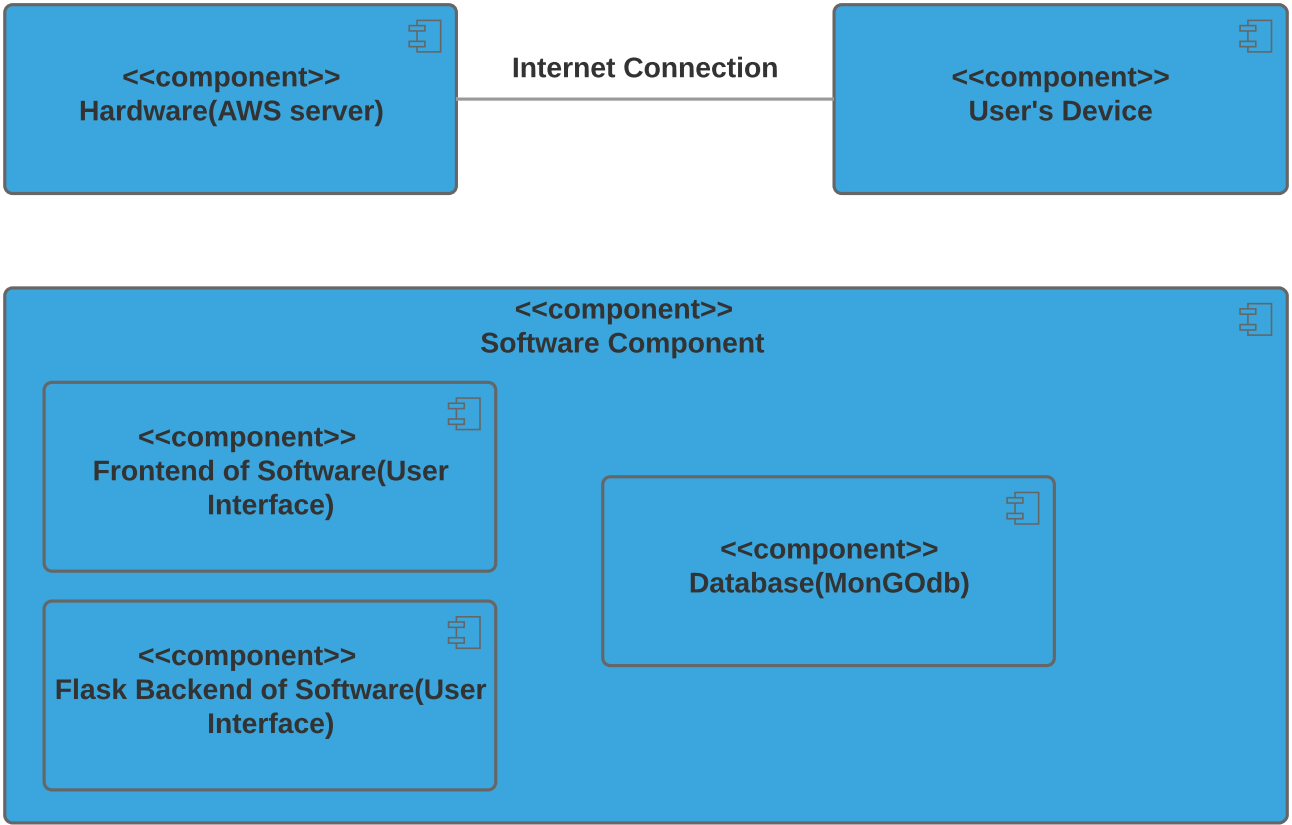 <<component>>
Hardware(AWS server)
Internet Connection
<<component>>
User's Device
<<component>>
Software Component
<<component>>
Frontend of Software(User
Interface)
<<component>>
Database(MonGOdb)
<<component>>
Flask Backend of Software(User
Interface)